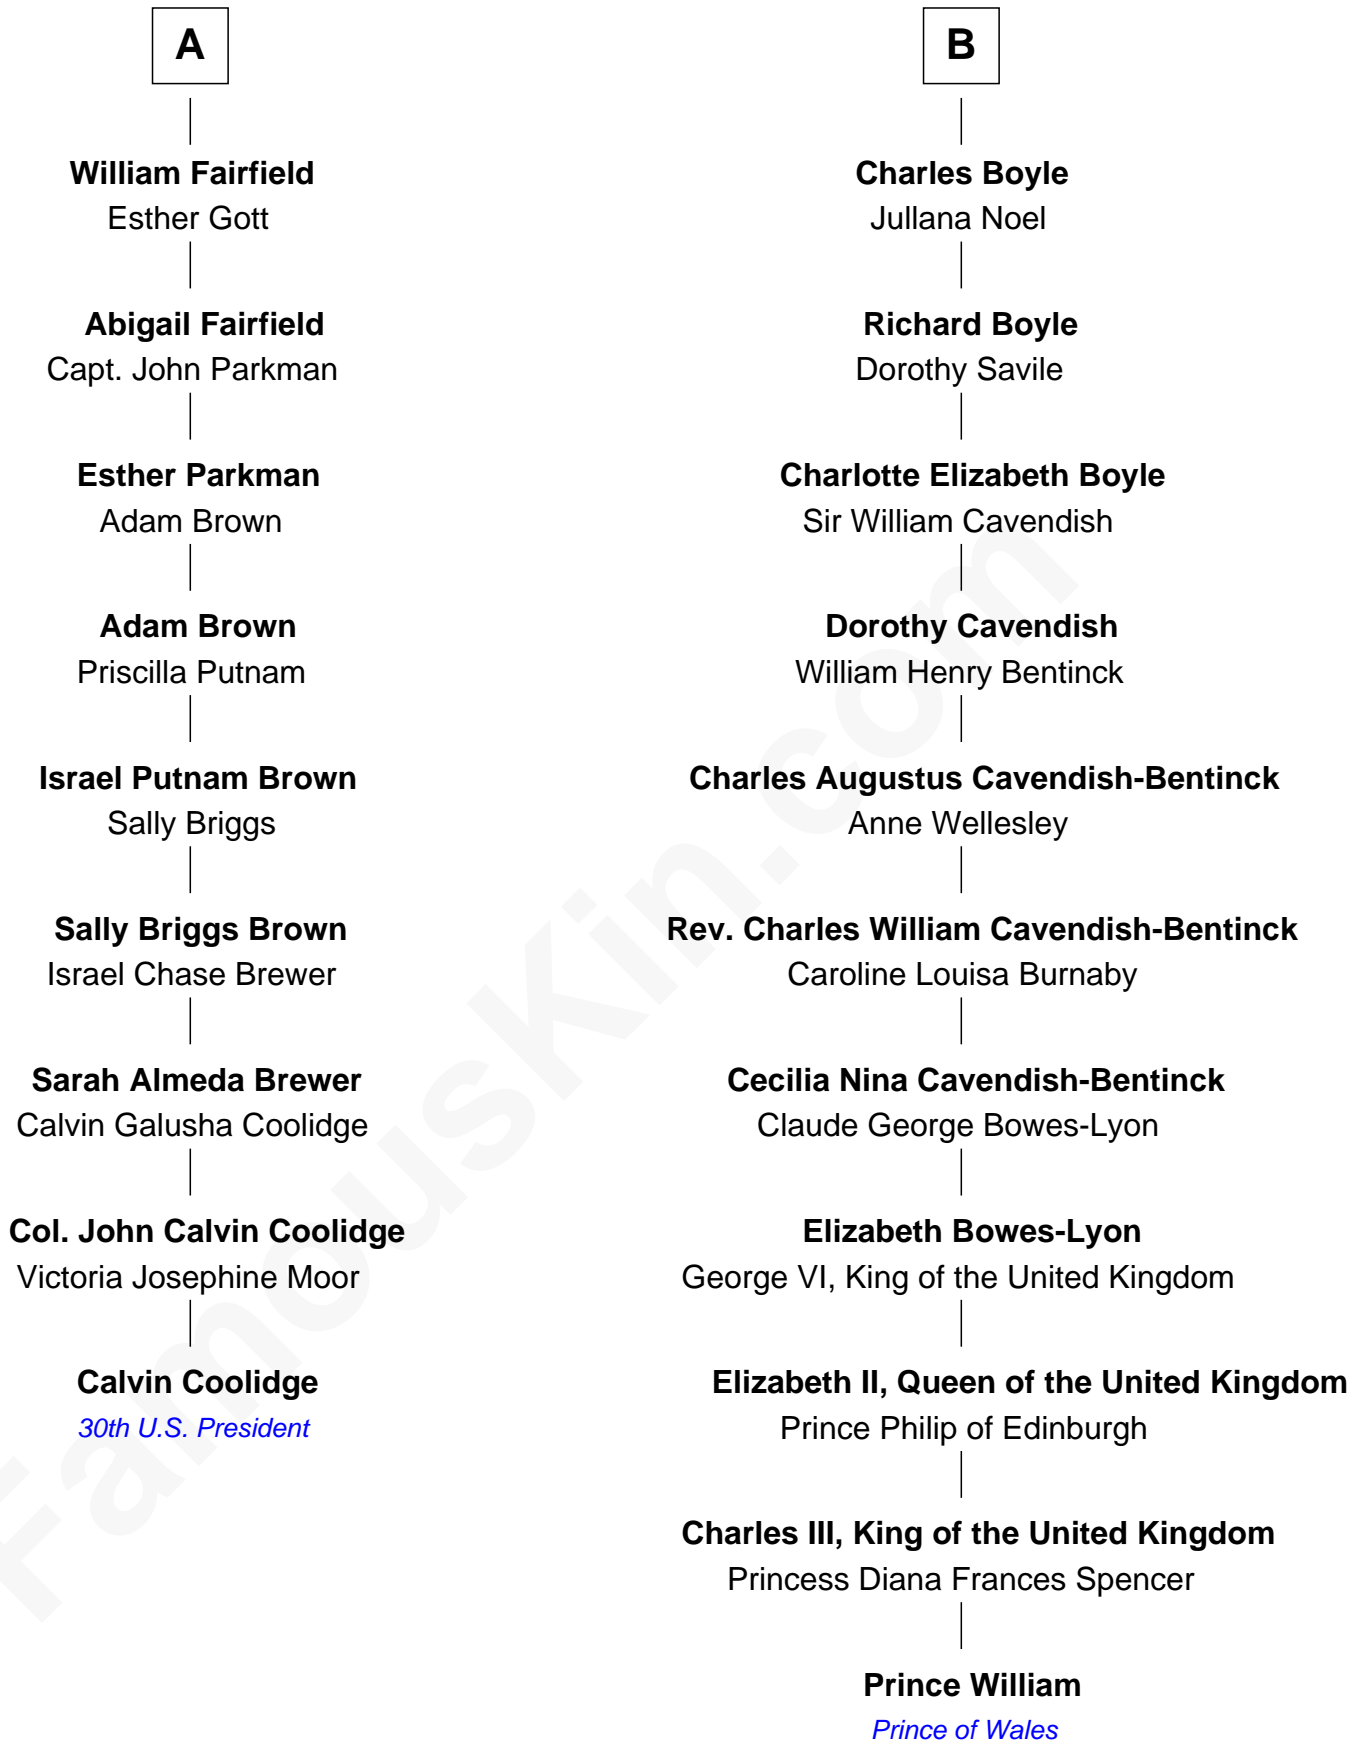 A
William Fairfield
Esther Gott
Abigail Fairfield
Capt. John Parkman
Esther Parkman
Adam Brown
Adam Brown
Priscilla Putnam
Israel Putnam Brown
Sally Briggs
Sally Briggs Brown
Israel Chase Brewer
Sarah Almeda Brewer
Calvin Galusha Coolidge
Col. John Calvin Coolidge
Victoria Josephine Moor
Calvin Coolidge
30th U.S. President
B
Charles Boyle
Jullana Noel
Richard Boyle
Dorothy Savile
Charlotte Elizabeth Boyle
Sir William Cavendish
Dorothy Cavendish
William Henry Bentinck
Charles Augustus Cavendish-Bentinck
Anne Wellesley
Rev. Charles William Cavendish-Bentinck
Caroline Louisa Burnaby
Cecilia Nina Cavendish-Bentinck
Claude George Bowes-Lyon
Elizabeth Bowes-Lyon
George VI, King of the United Kingdom
Elizabeth II, Queen of the United Kingdom
Prince Philip of Edinburgh
Charles III, King of the United Kingdom
Princess Diana Frances Spencer
Prince William
Prince of Wales
FamousKin.com